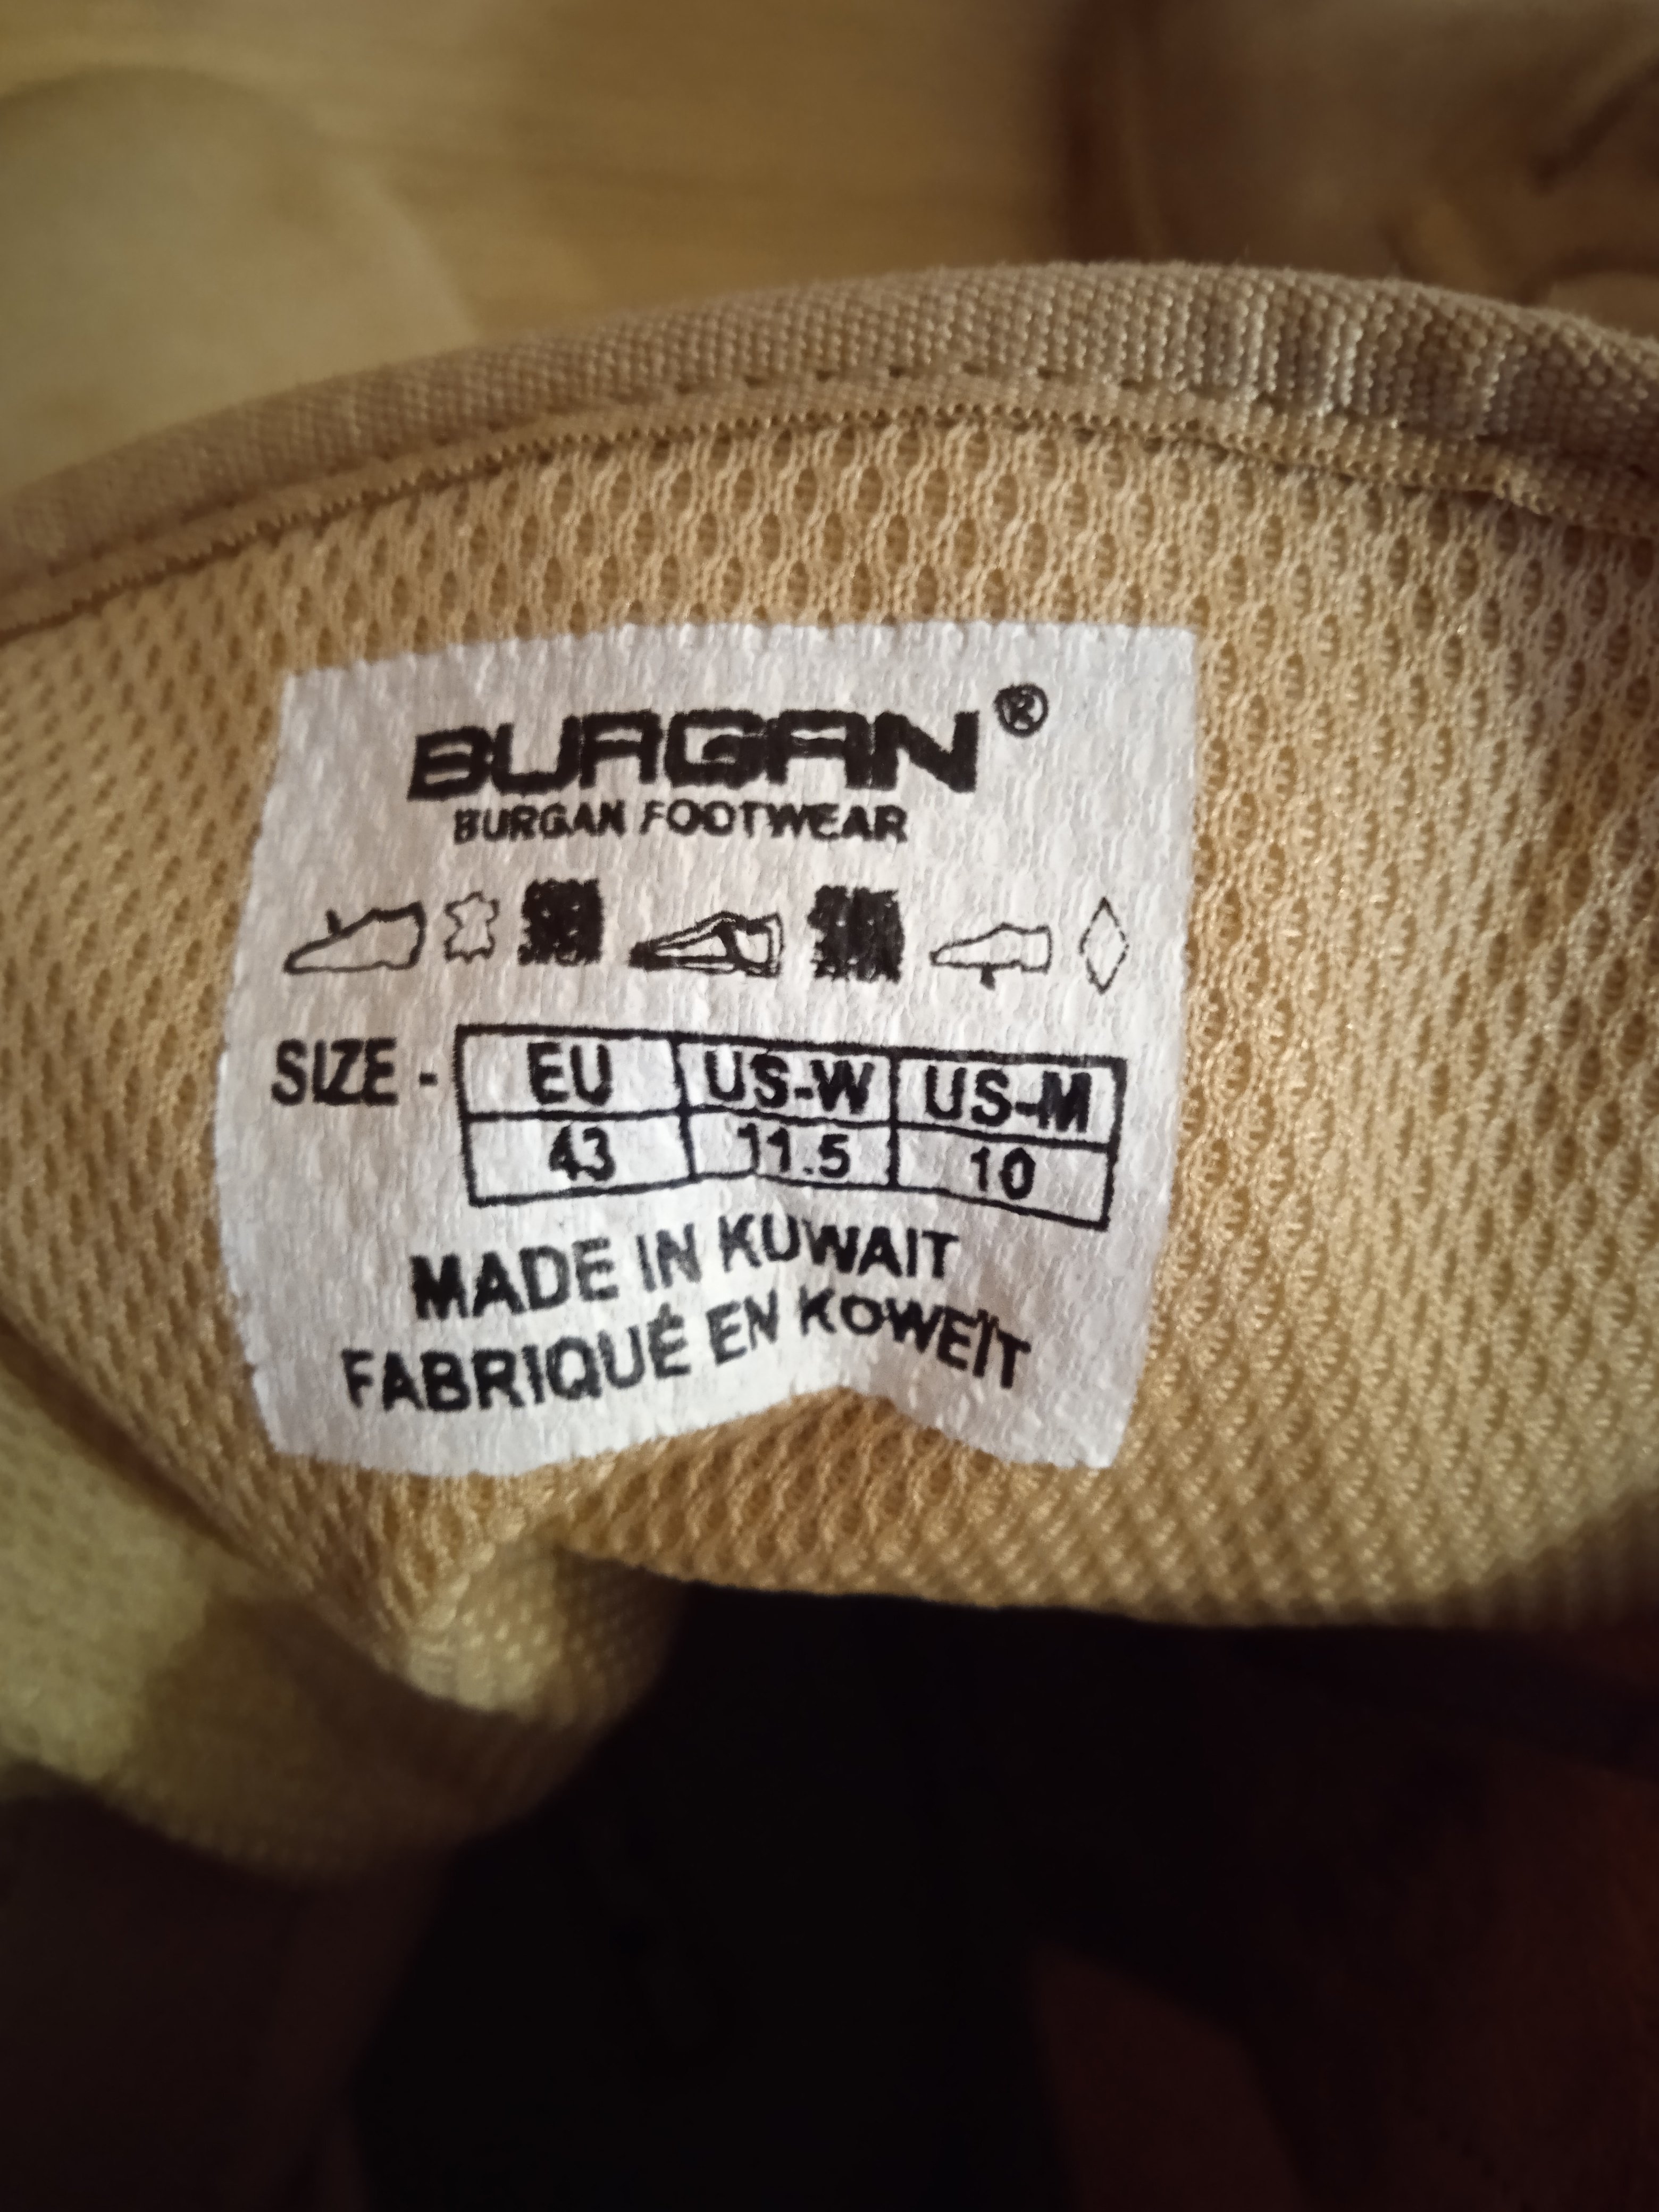 BURGAN®
BURGAN FOOTWEAR
SIZE - EU US-W US-M
43 11.5 10
MADE IN KUWAIT
FABRIQUÉ EN KOWEÏT